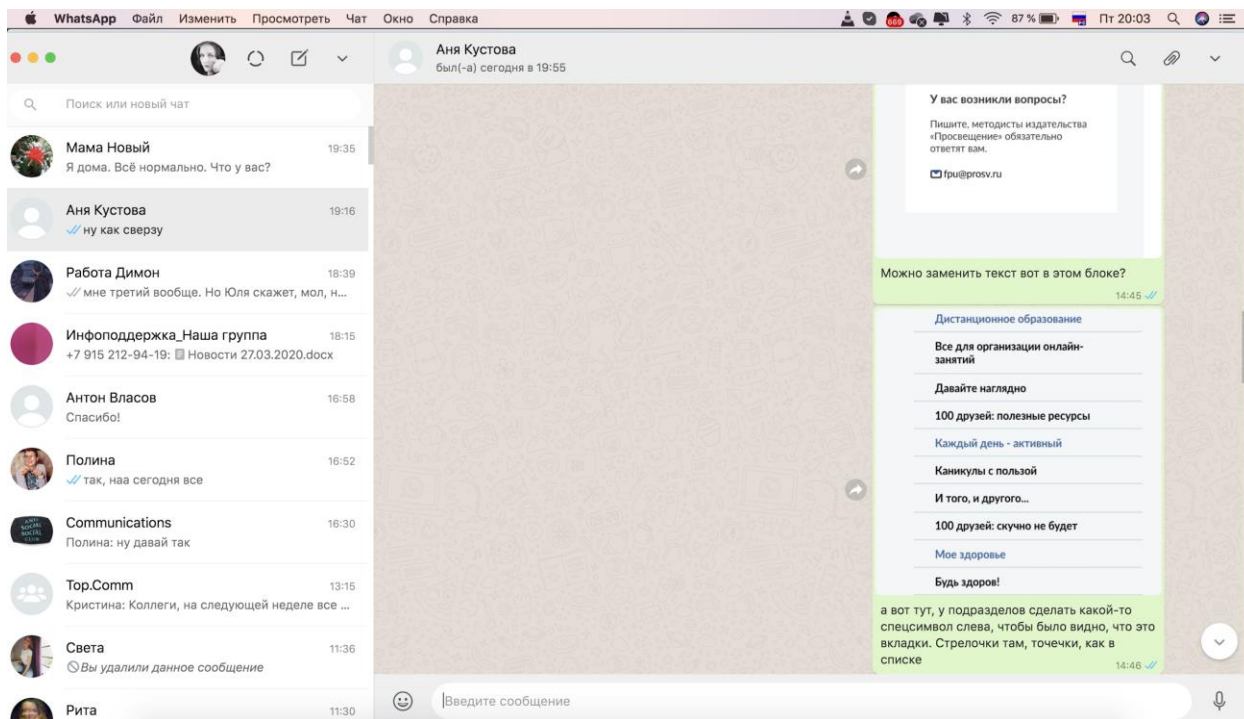 WhatsApp Файл Изменить Просмотреть Чат Окно Справка
669 87 % Пт 20:03
Поиск или новый чат
Мама Новый 19:35
Я дома. Всё нормально. Что у вас?
Аня Кустова 19:16
ну как сверзу
Работа Димон 18:39
мне третий вообще. Но Юля скажет, мол, н...
Инфоподдержка_Наша группа 18:15
+7 915 212-94-19: Новости 27.03.2020.docx
Антон Власов 16:58
Спасибо!
Полина 16:52
так, наа сегодня все
Communications 16:30
Полина: ну давай так
Top.Comm 13:15
Кристина: Коллеги, на следующей неделе все ...
Света 11:36
Вы удалили данное сообщение
Рита 11:30
ANTI
SOCIAL
SOCIAL
CLUB
Аня Кустова
был(-а) сегодня в 19:55
У вас возникли вопросы?
Пишите, методисты издательства
«Просвещение» обязательно
ответят вам.
fpu@prosv.ru
Можно заменить текст вот в этом блоке?
14:45
Дистанционное образование
Все для организации онлайн-
занятий
Давайте наглядно
100 друзей: полезные ресурсы
Каждый день - активный
Каникулы с пользой
И того, и другого...
100 друзей: скучно не будет
Мое здоровье
Будь здоров!
а вот тут, у подразделов сделать какой-то
спецсимвол слева, чтобы было видно, что это
вкладки. Стрелочки там, точечки, как в
списке
14:46
Введите сообщение